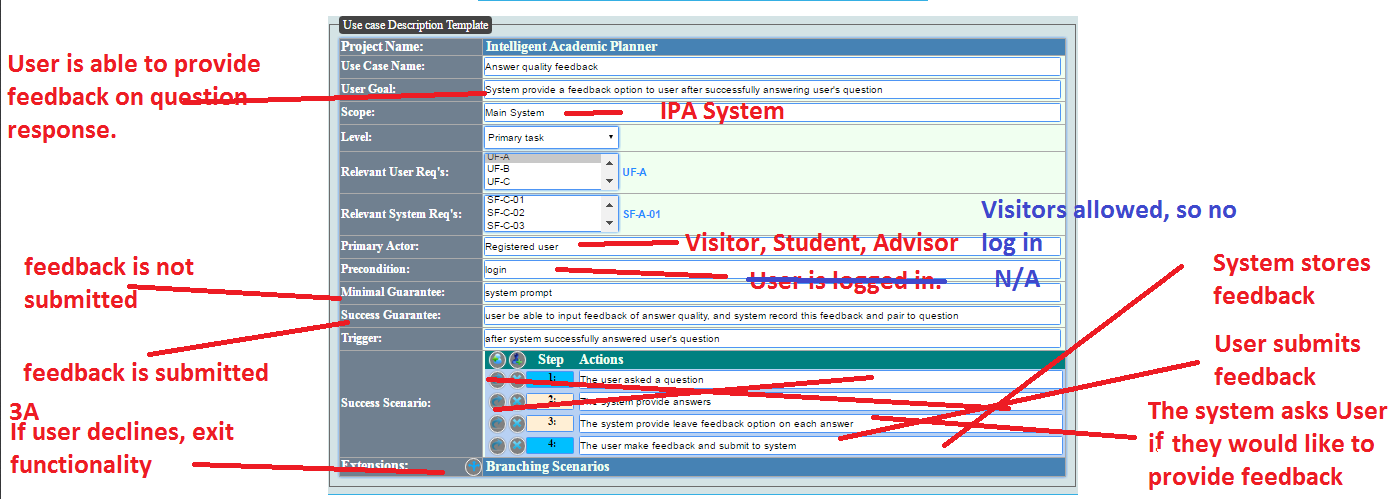 Use case Description Template
Project Name: Intelligent Academic Planner
Use Case Name: Answer quality feedback
User Goal: System provide a feedback option to user after successfully answering user's question
Scope: Main System
Level: Primary task
Relevant User Req's: UF-A
UF-B
UF-C
UF-A
Relevant System Req's: SF-C-01
SF-C-02
SF-C-03
SF-A-01
Primary Actor: Registered user
Precondition: login
Minimal Guarantee: system prompt
Success Guarantee: user be able to input feedback of answer quality, and system record this feedback and pair to question
Trigger: after system successfully answered user's question
Success Scenario:
Step Actions
1: The user asked a question
2: The system provide answers
3: The system provide leave feedback option on each answer
4: The user make feedback and submit to system
Extensions: Branching Scenarios
User is able to provide
feedback on question
response.
IPA System
Visitor, Student, Advisor
User is logged in.
Visitors allowed, so no
log in
N/A
feedback is not
submitted
feedback is submitted
3A
If user declines, exit
functionality
System stores
feedback
User submits
feedback
The system asks User
if they would like to
provide feedback